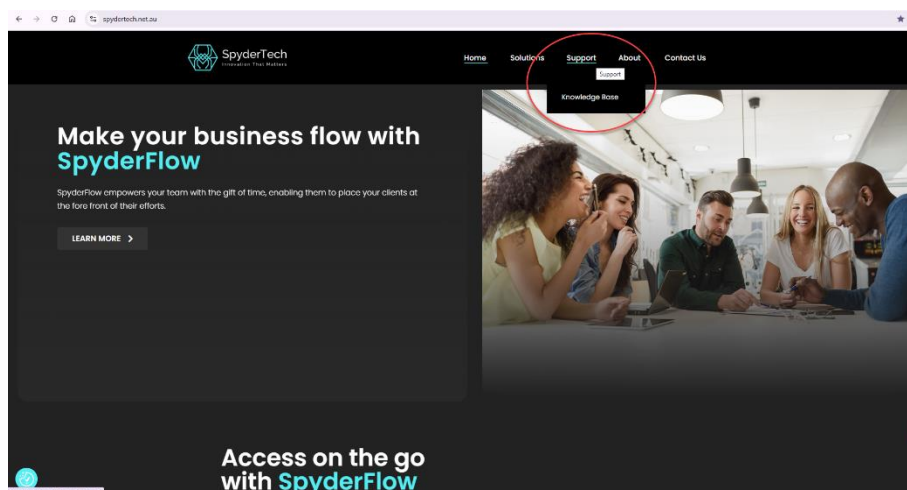 spydertech.net.au
SpyderTech
Innovation That Matters
Home Solutions Support About Contact Us
Support
Knowledge Base
Make your business flow with
SpyderFlow
SpyderFlow empowers your team with the gift of time, enabling them to place your clients at
the fore front of their efforts.
LEARN MORE >
Access on the go
with SpyderFlow